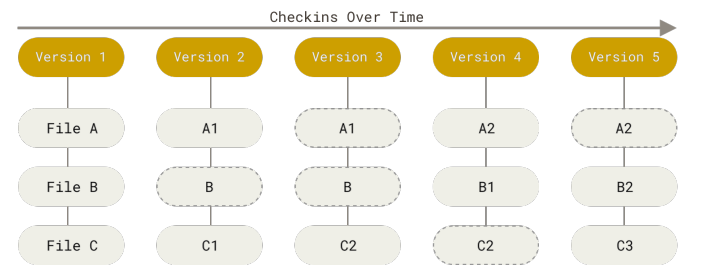 Checkins Over Time
Version 1 Version 2 Version 3 Version 4 Version 5
File A A1 A1 A2 A2
File B B B B1 B2
File C C1 C2 C2 C3